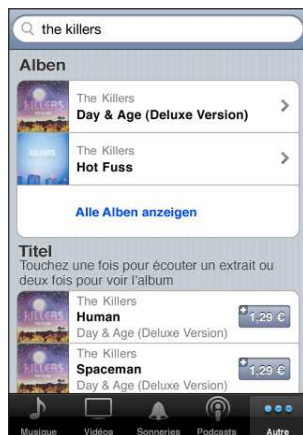 the killers
Alben
The Killers
Day & Age (Deluxe Version)
The Killers
Hot Fuss
Alle Alben anzeigen
Titel
Touchez une fois pour écouter un extrait ou
deux fois pour voir l'album
The Killers
Human
Day & Age (Deluxe Version)
1,29 €
The Killers
Spaceman
Day & Age (Deluxe Version)
1,29 €
Musique Vidéos Sonneries Podcasts Autre